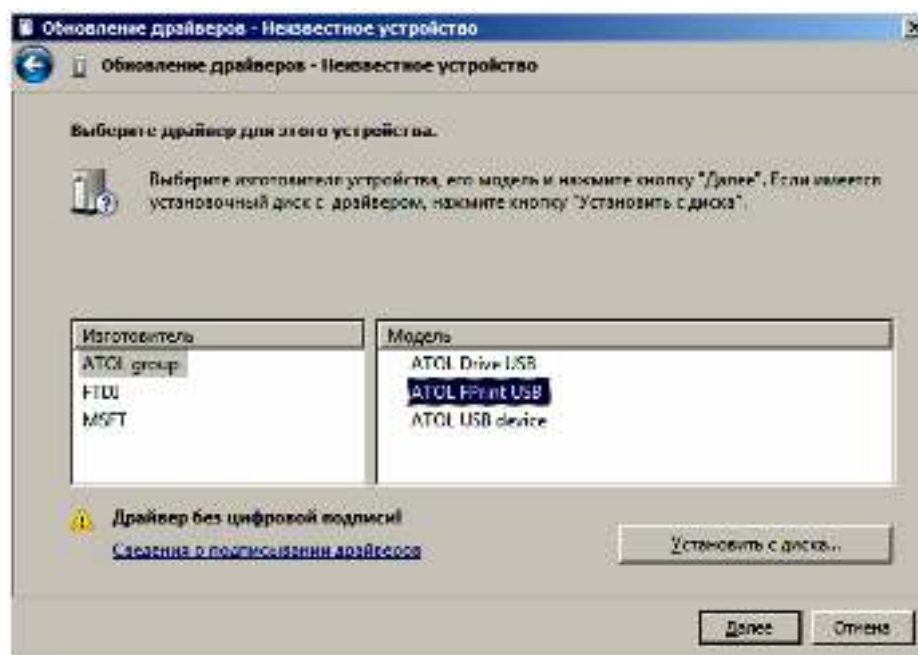 Обновление драйверов - Неизвестное устройство
Обновление драйверов - Неизвестное устройство
Выберите драйвер для этого устройства.
Выберите изготовителя устройства, его модель и нажмите кнопку "Далее". Если имеется
установочный диск с драйвером, нажмите кнопку "Установить с диска".
Изготовитель
Модель
ATOL group
ATOL Drive USB
FTDI
ATOL FPrint USB
MSFT
ATOL USB device
Драйвер без цифровой подписи!
Сведения о подписывании драйверов
Установить с диска...
Далее
Отмена